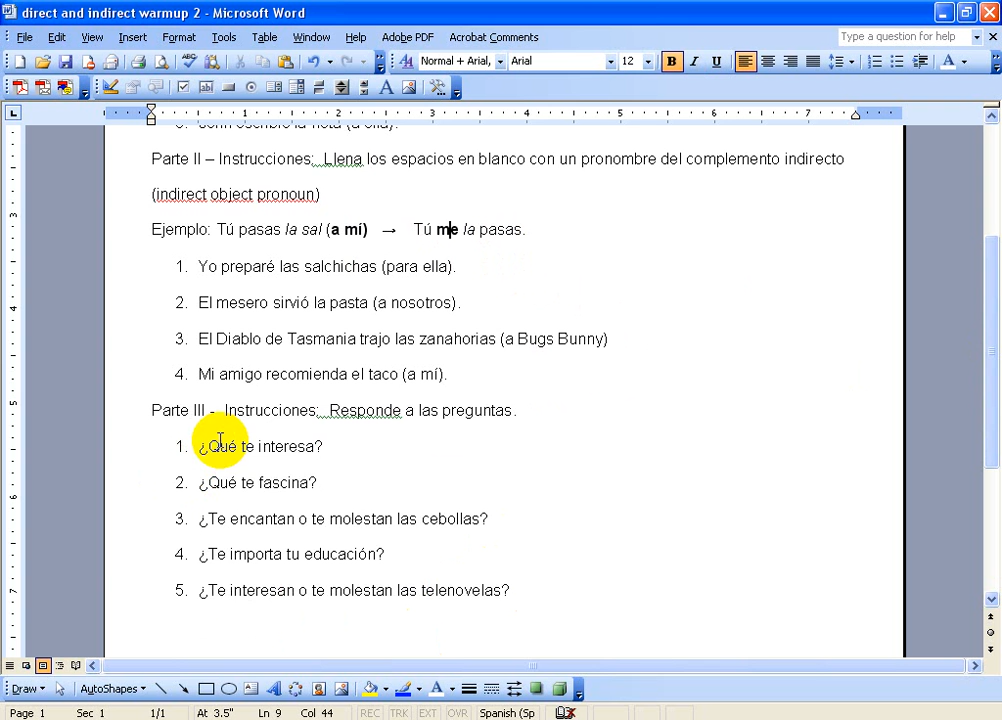 direct and indirect warmup 2 - Microsoft Word
File Edit View Insert Format Tools Table Window Help Adobe PDF Acrobat Comments Type a question for help
Normal + Arial, Arial 12 B I U
1 2 3 4 5 6 7
Parte II – Instrucciones: Llena los espacios en blanco con un pronombre del complemento indirecto
(indirect object pronoun)
Ejemplo: Tú pasas la sal (a mí) → Tú me la pasas.
1. Yo preparé las salchichas (para ella).
2. El mesero sirvió la pasta (a nosotros).
3. El Diablo de Tasmania trajo las zanahorias (a Bugs Bunny)
4. Mi amigo recomienda el taco (a mí).
Parte III - Instrucciones: Responde a las preguntas.
1. ¿Qué te interesa?
2. ¿Qué te fascina?
3. ¿Te encantan o te molestan las cebollas?
4. ¿Te importa tu educación?
5. ¿Te interesan o te molestan las telenovelas?
Draw AutoShapes
Page 1 Sec 1 1/1 At 3.5" Ln 9 Col 44 REC TRK EXT OVR Spanish (Sp